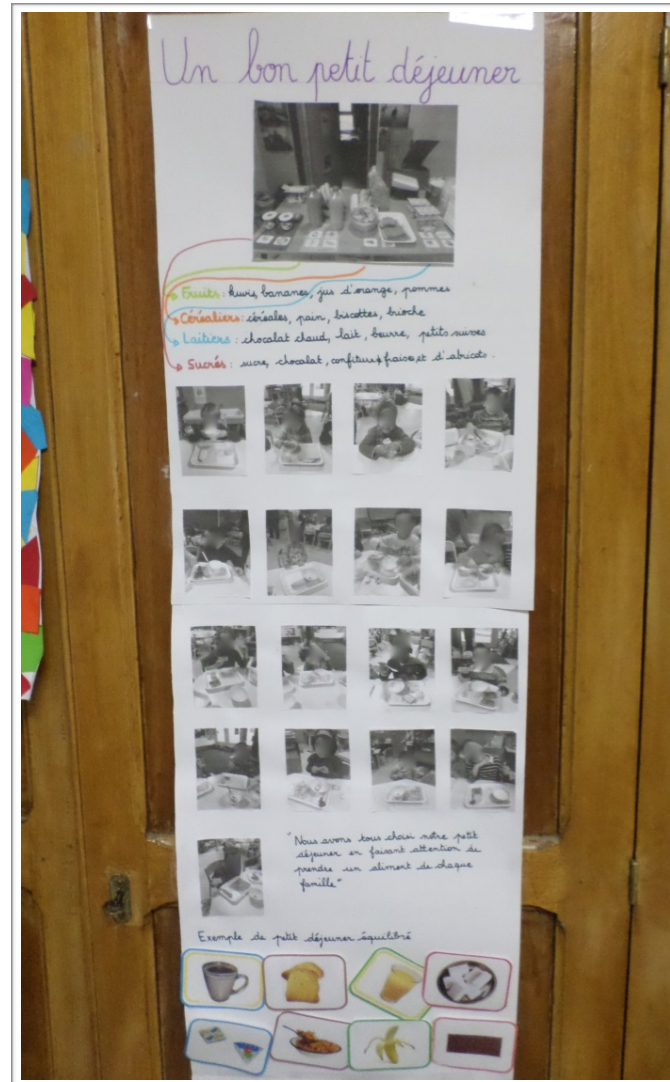 Un bon petit déjeuner
Fruits : kiwis, bananes, jus d'orange, pommes
Céréaliers : céréales, pain, biscottes, brioche
Laitiers : chocolat chaud, lait, beurre, petits suisses
Sucrés : sucre, chocolat, confitures fraises et d'abricots.
"Nous avons tous choisi notre petit
déjeuner en faisant attention de
prendre un aliment de chaque
famille"
Exemple de petit déjeuner équilibré